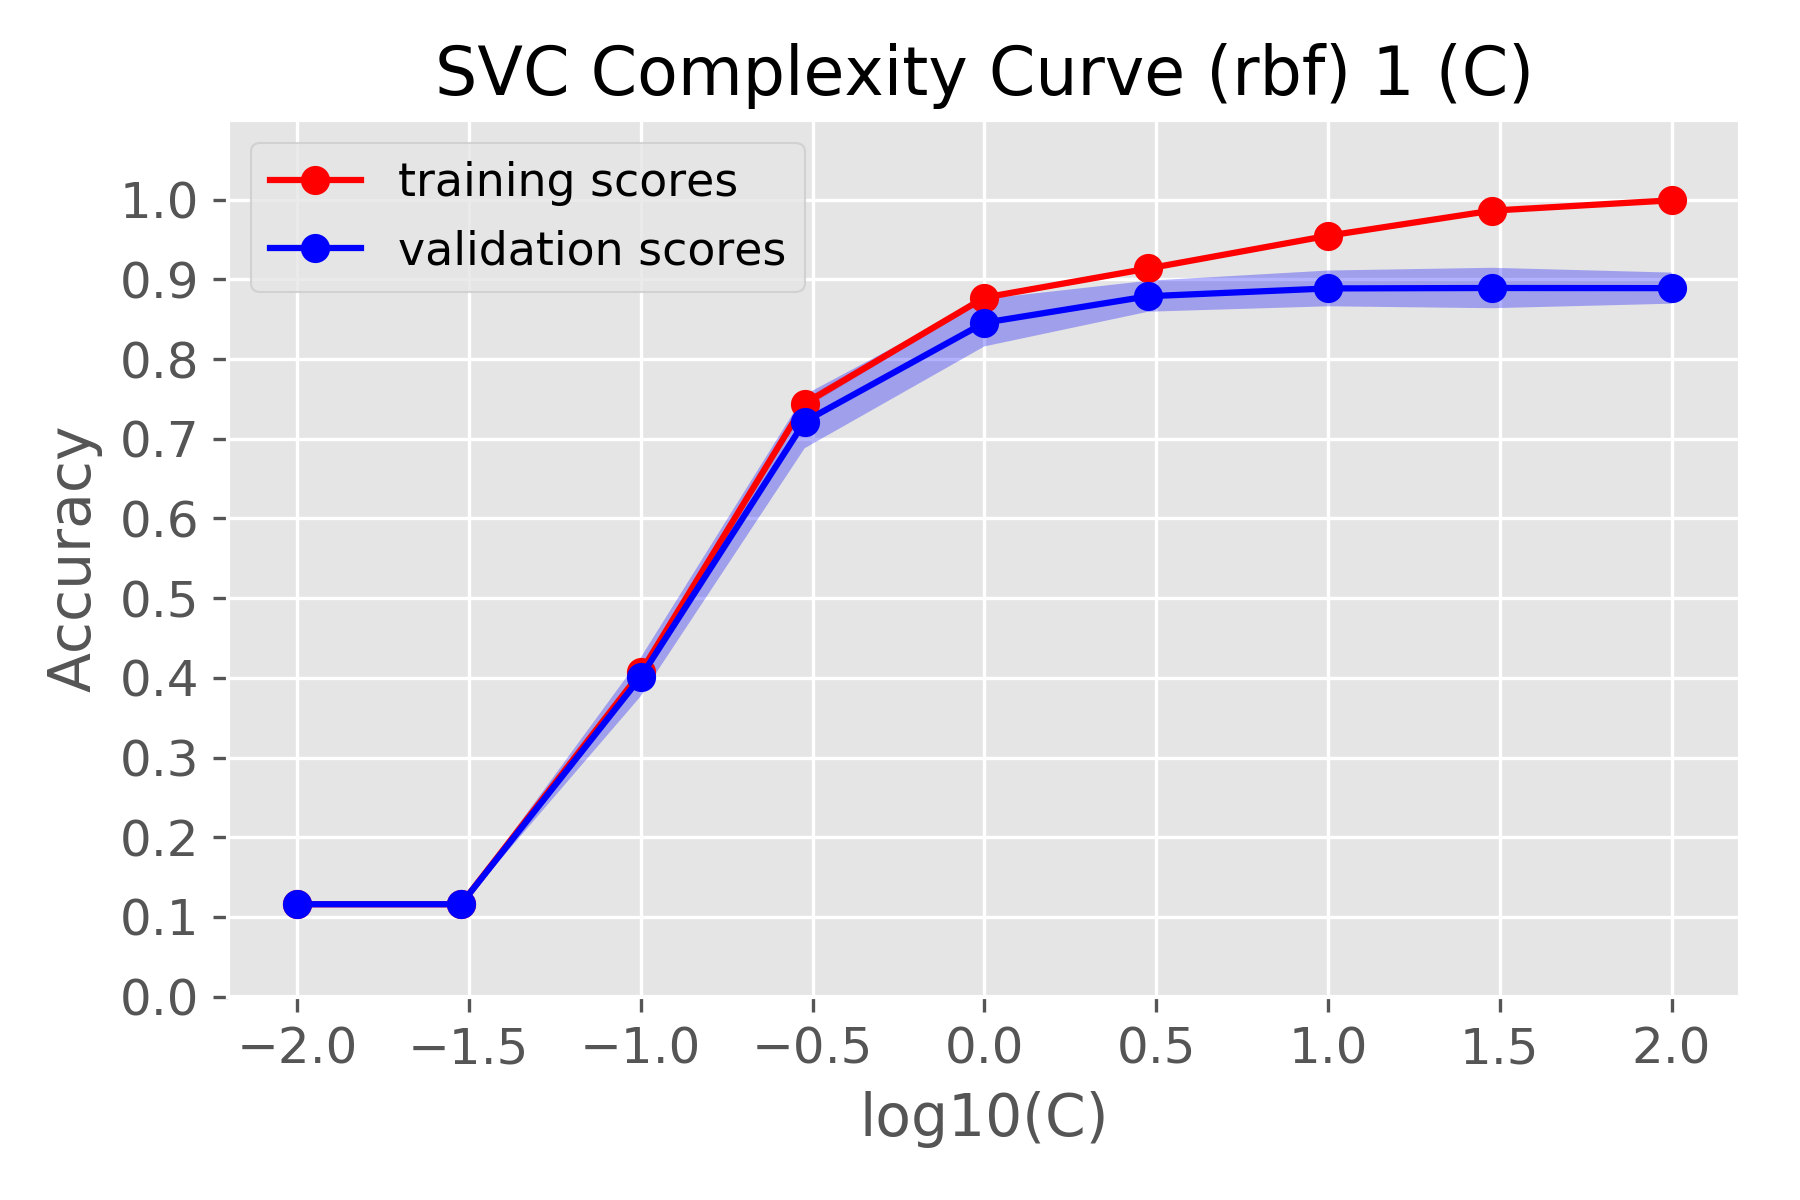 SVC Complexity Curve (rbf) 1 (C)
training scores
validation scores
Accuracy
1.0
0.9
0.8
0.7
0.6
0.5
0.4
0.3
0.2
0.1
0.0
−2.0 −1.5 −1.0 −0.5 0.0 0.5 1.0 1.5 2.0
log10(C)